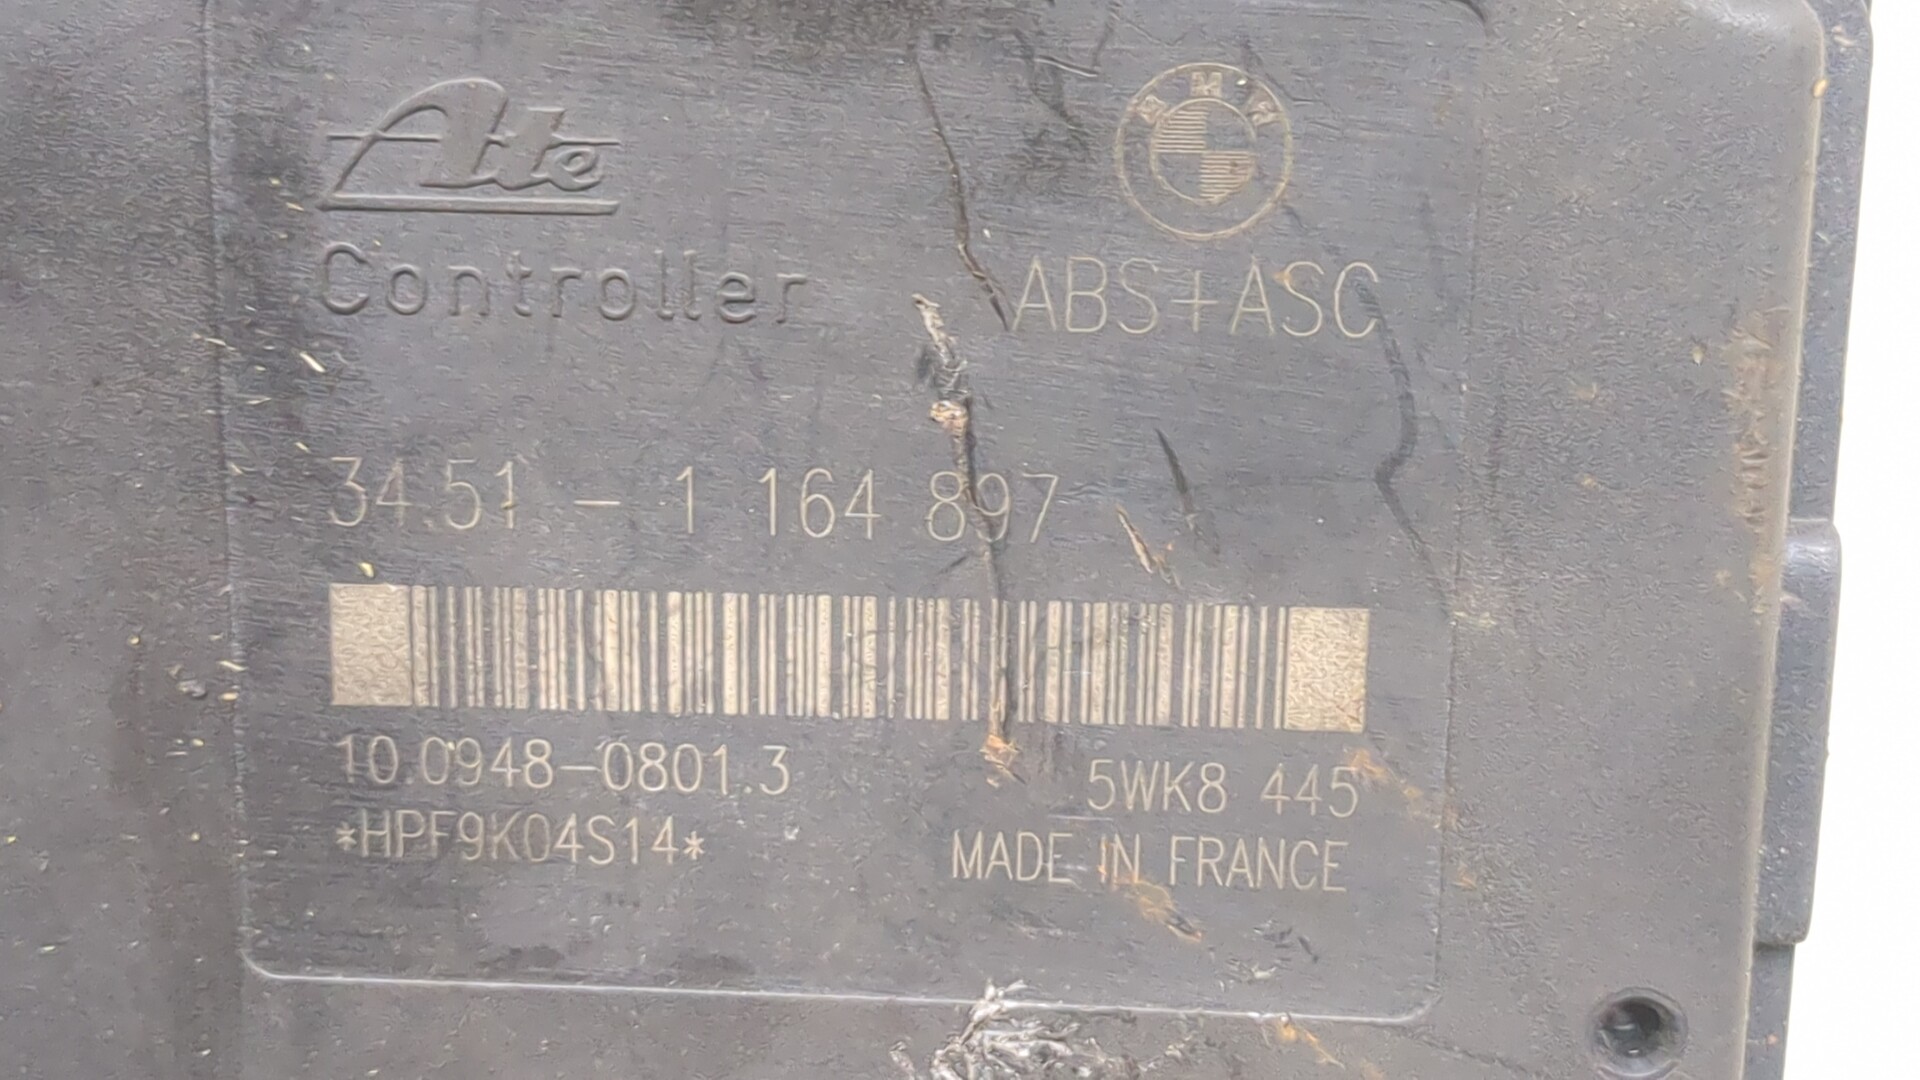 Ate
BMW
Controller
ABS+ASC
34.51 - 1 164 897
10.0948-0801.3
5WK8 445
*HPF9K04S14*
MADE IN FRANCE